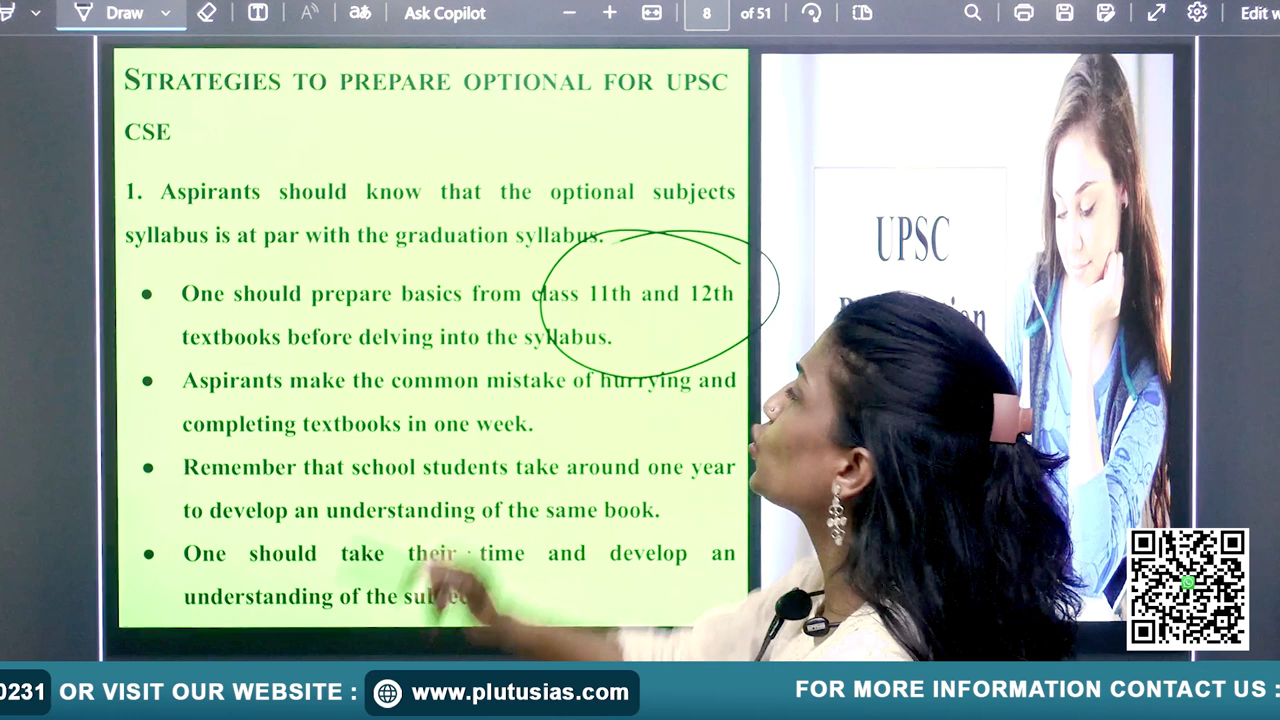 Draw
Ask Copilot
8
of 51
Edit
STRATEGIES TO PREPARE OPTIONAL FOR UPSC
CSE
1. Aspirants should know that the optional subjects
syllabus is at par with the graduation syllabus.
● One should prepare basics from class 11th and 12th
textbooks before delving into the syllabus.
● Aspirants make the common mistake of hurrying and
completing textbooks in one week.
● Remember that school students take around one year
to develop an understanding of the same book.
● One should take their time and develop an
understanding of the
UPSC
0231 OR VISIT OUR WEBSITE : www.plutusias.com
FOR MORE INFORMATION CONTACT US :